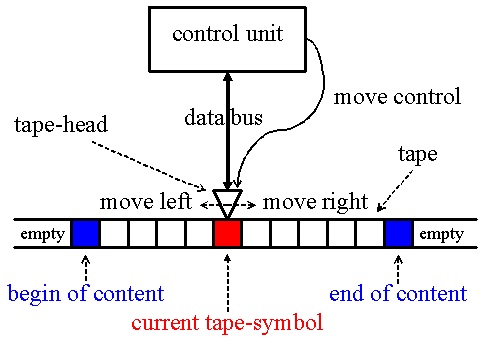 control unit
data bus
move control
tape-head
tape
move left
move right
empty
empty
begin of content
end of content
current tape-symbol